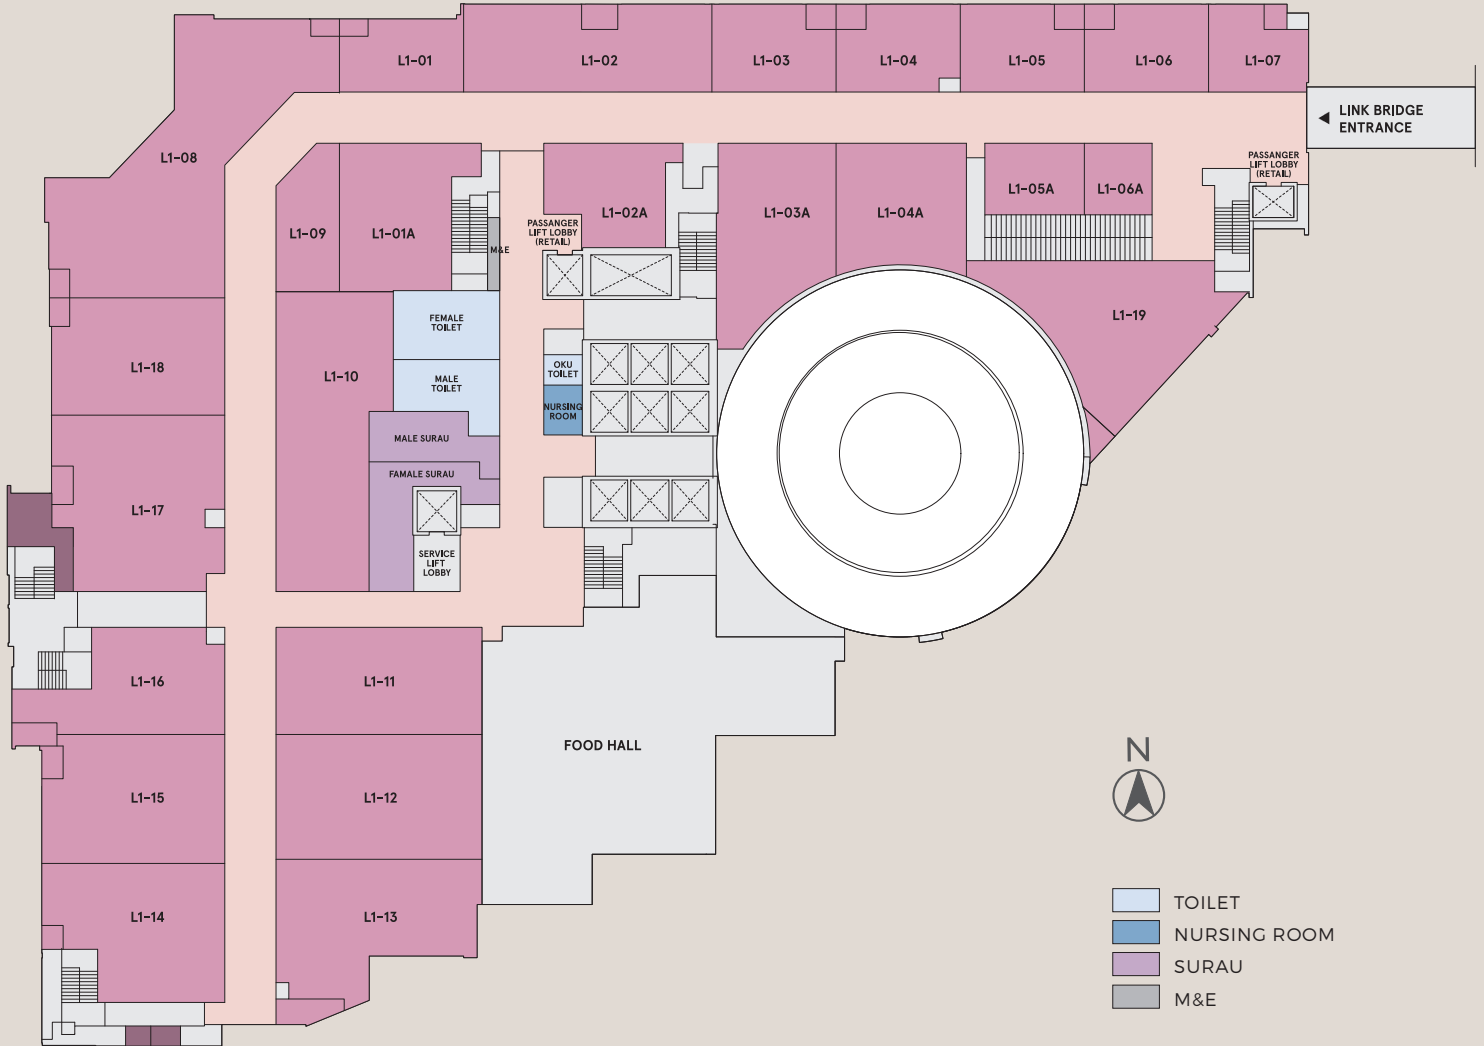 L1-01
L1-02
L1-03
L1-04
L1-05
L1-06
L1-07
LINK BRIDGE
ENTRANCE
L1-08
PASSANGER
LIFT LOBBY
(RETAIL)
L1-05A
L1-06A
L1-09
L1-01A
L1-02A
L1-03A
L1-04A
PASSANGER
LIFT LOBBY
(RETAIL)
M&E
FEMALE
TOILET
L1-19
L1-18
L1-10
MALE
TOILET
OKU
TOILET
NURSING
ROOM
MALE SURAU
FAMALE SURAU
L1-17
SERVICE
LIFT
LOBBY
L1-16
L1-11
FOOD HALL
N
L1-15
L1-12
L1-14
L1-13
TOILET
NURSING ROOM
SURAU
M&E